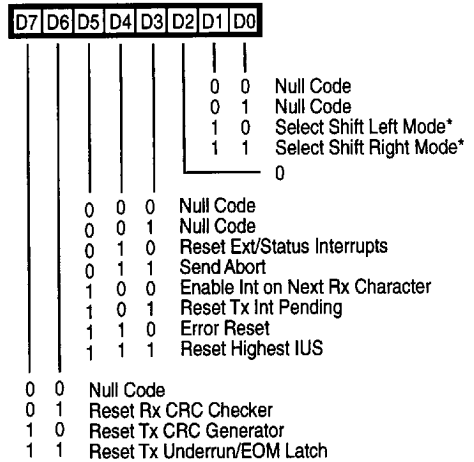 D7 D6 D5 D4 D3 D2 D1 D0
0 0 Null Code
0 1 Null Code
1 0 Select Shift Left Mode*
1 1 Select Shift Right Mode*
0
0 0 0 Null Code
0 0 1 Null Code
0 1 0 Reset Ext/Status Interrupts
0 1 1 Send Abort
1 0 0 Enable Int on Next Rx Character
1 0 1 Reset Tx Int Pending
1 1 0 Error Reset
1 1 1 Reset Highest IUS
0 0 Null Code
0 1 Reset Rx CRC Checker
1 0 Reset Tx CRC Generator
1 1 Reset Tx Underrun/EOM Latch